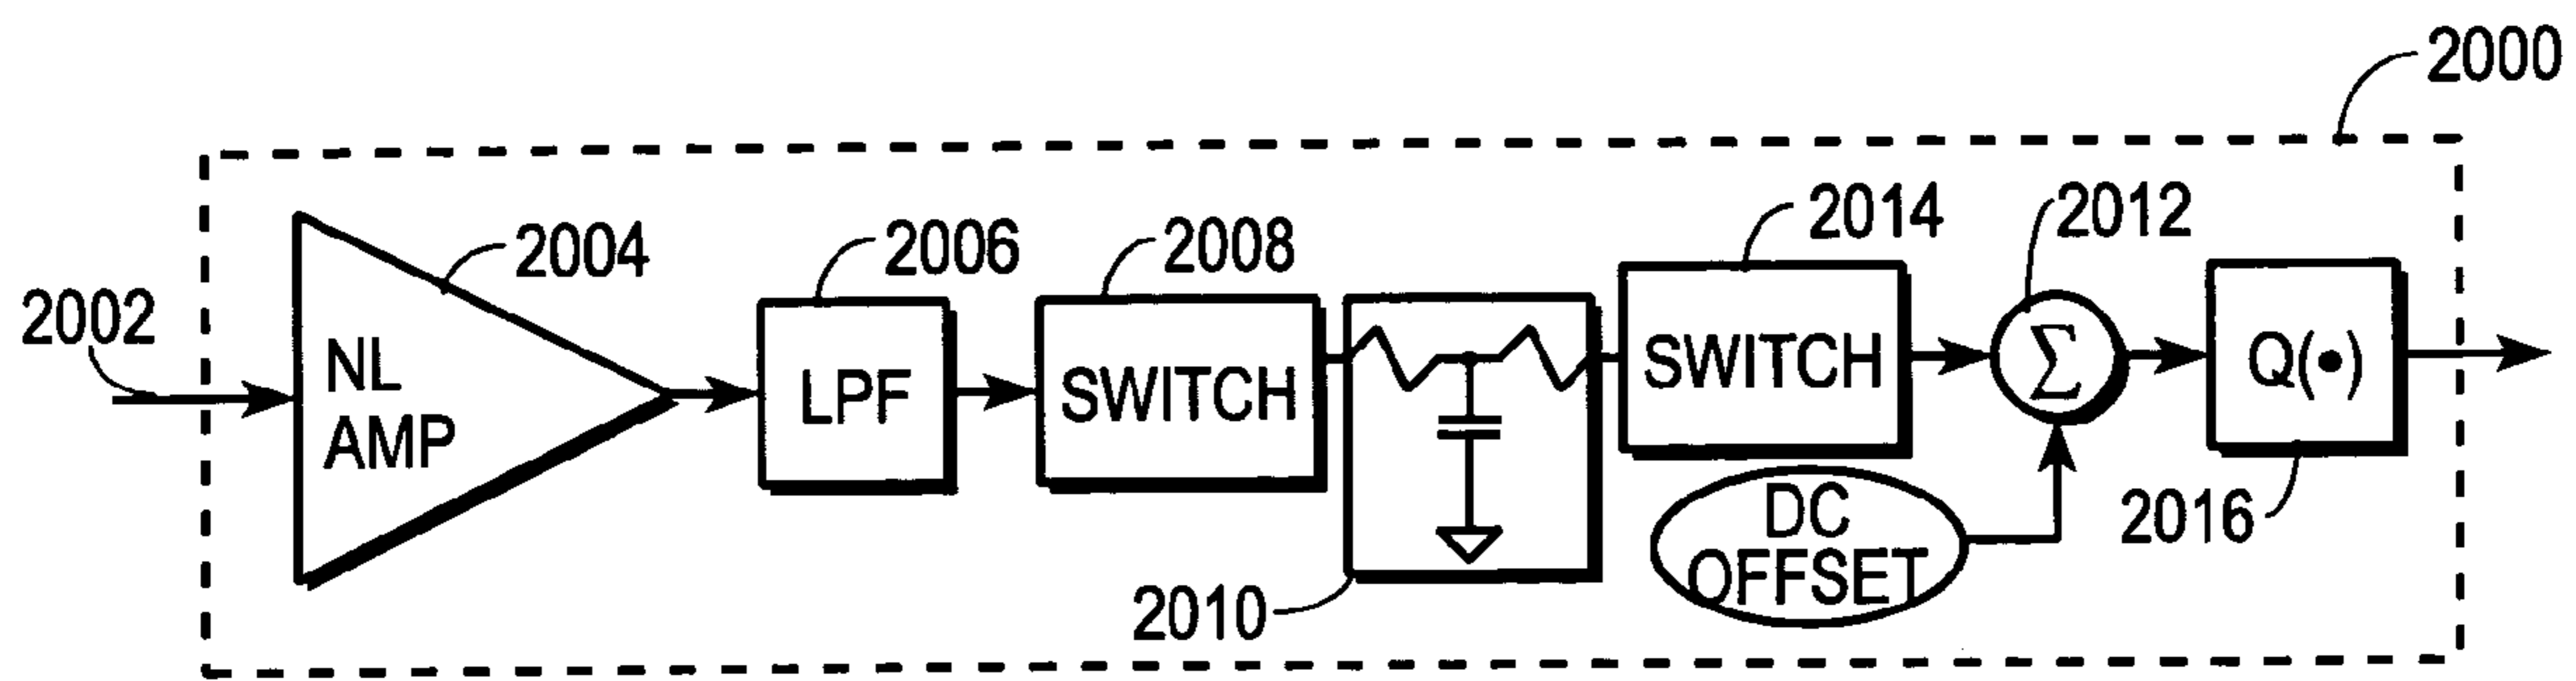 2000
2014
2012
2004
2006
2008
2002
NL
AMP
LPF
SWITCH
SWITCH
Σ
Q(•)
DC
OFFSET
2016
2010